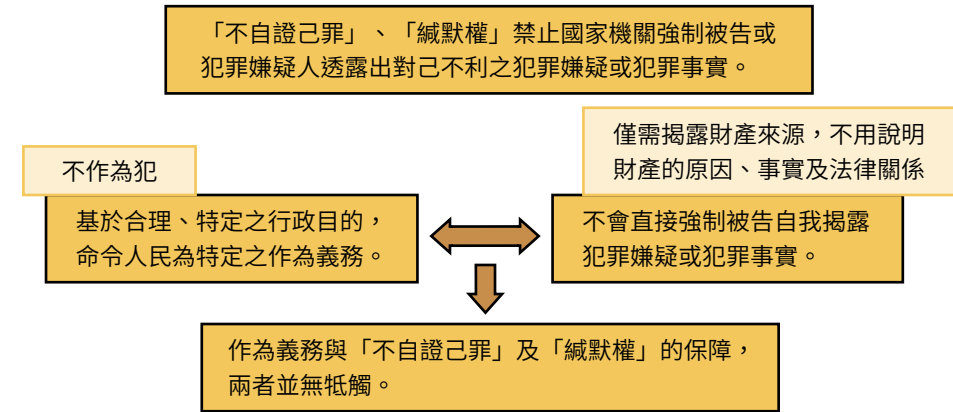 「不自證己罪」、「緘默權」禁止國家機關強制被告或
犯罪嫌疑人透露出對己不利之犯罪嫌疑或犯罪事實。
不作為犯
基於合理、特定之行政目的，
命令人民為特定之作為義務。
僅需揭露財產來源，不用說明
財產的原因、事實及法律關係
不會直接強制被告自我揭露
犯罪嫌疑或犯罪事實。
作為義務與「不自證己罪」及「緘默權」的保障，
兩者並無牴觸。